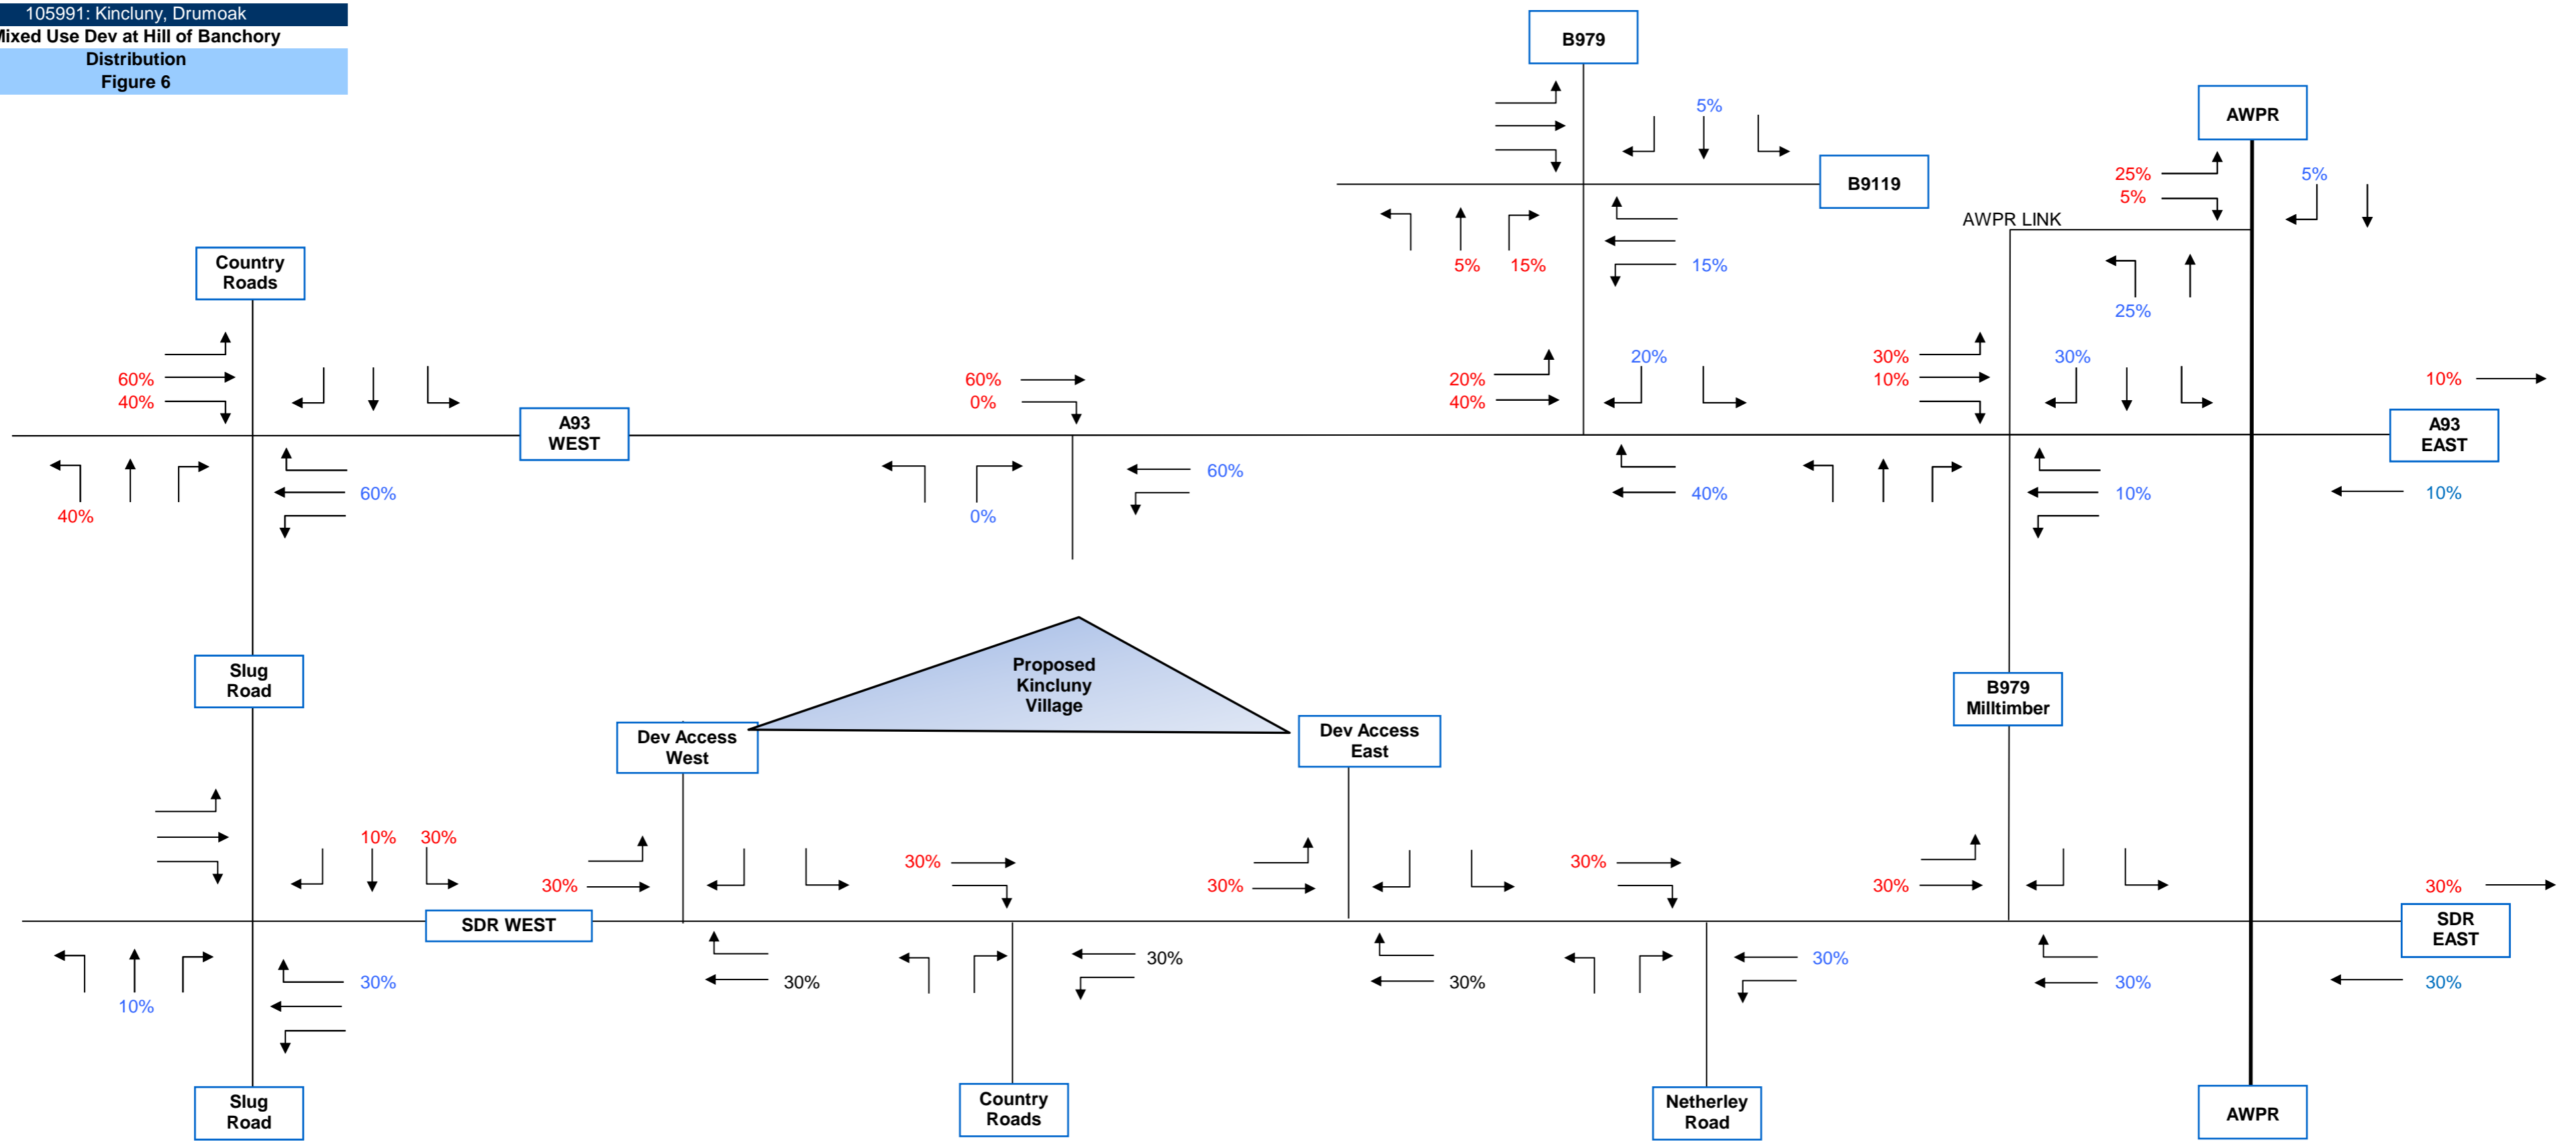 105991: Kincluny, Drumoak
Mixed Use Dev at Hill of Banchory
Distribution
Figure 6
B979
5%
B9119
5% 15%
15%
AWPR
25%
5%
5%
AWPR LINK
25%
Country
Roads
60%
40%
40%
60%
A93
WEST
60%
0%
0%
60%
20%
40%
20%
40%
30%
10%
30%
10%
10%
A93
EAST
10%
Slug
Road
Proposed
Kincluny
Village
Dev Access
West
Dev Access
East
B979
Milltimber
10% 30%
10%
30%
SDR WEST
30%
30%
30%
30%
30%
30%
30%
30%
30%
30%
30%
SDR
EAST
30%
Slug
Road
Country
Roads
Netherley
Road
AWPR